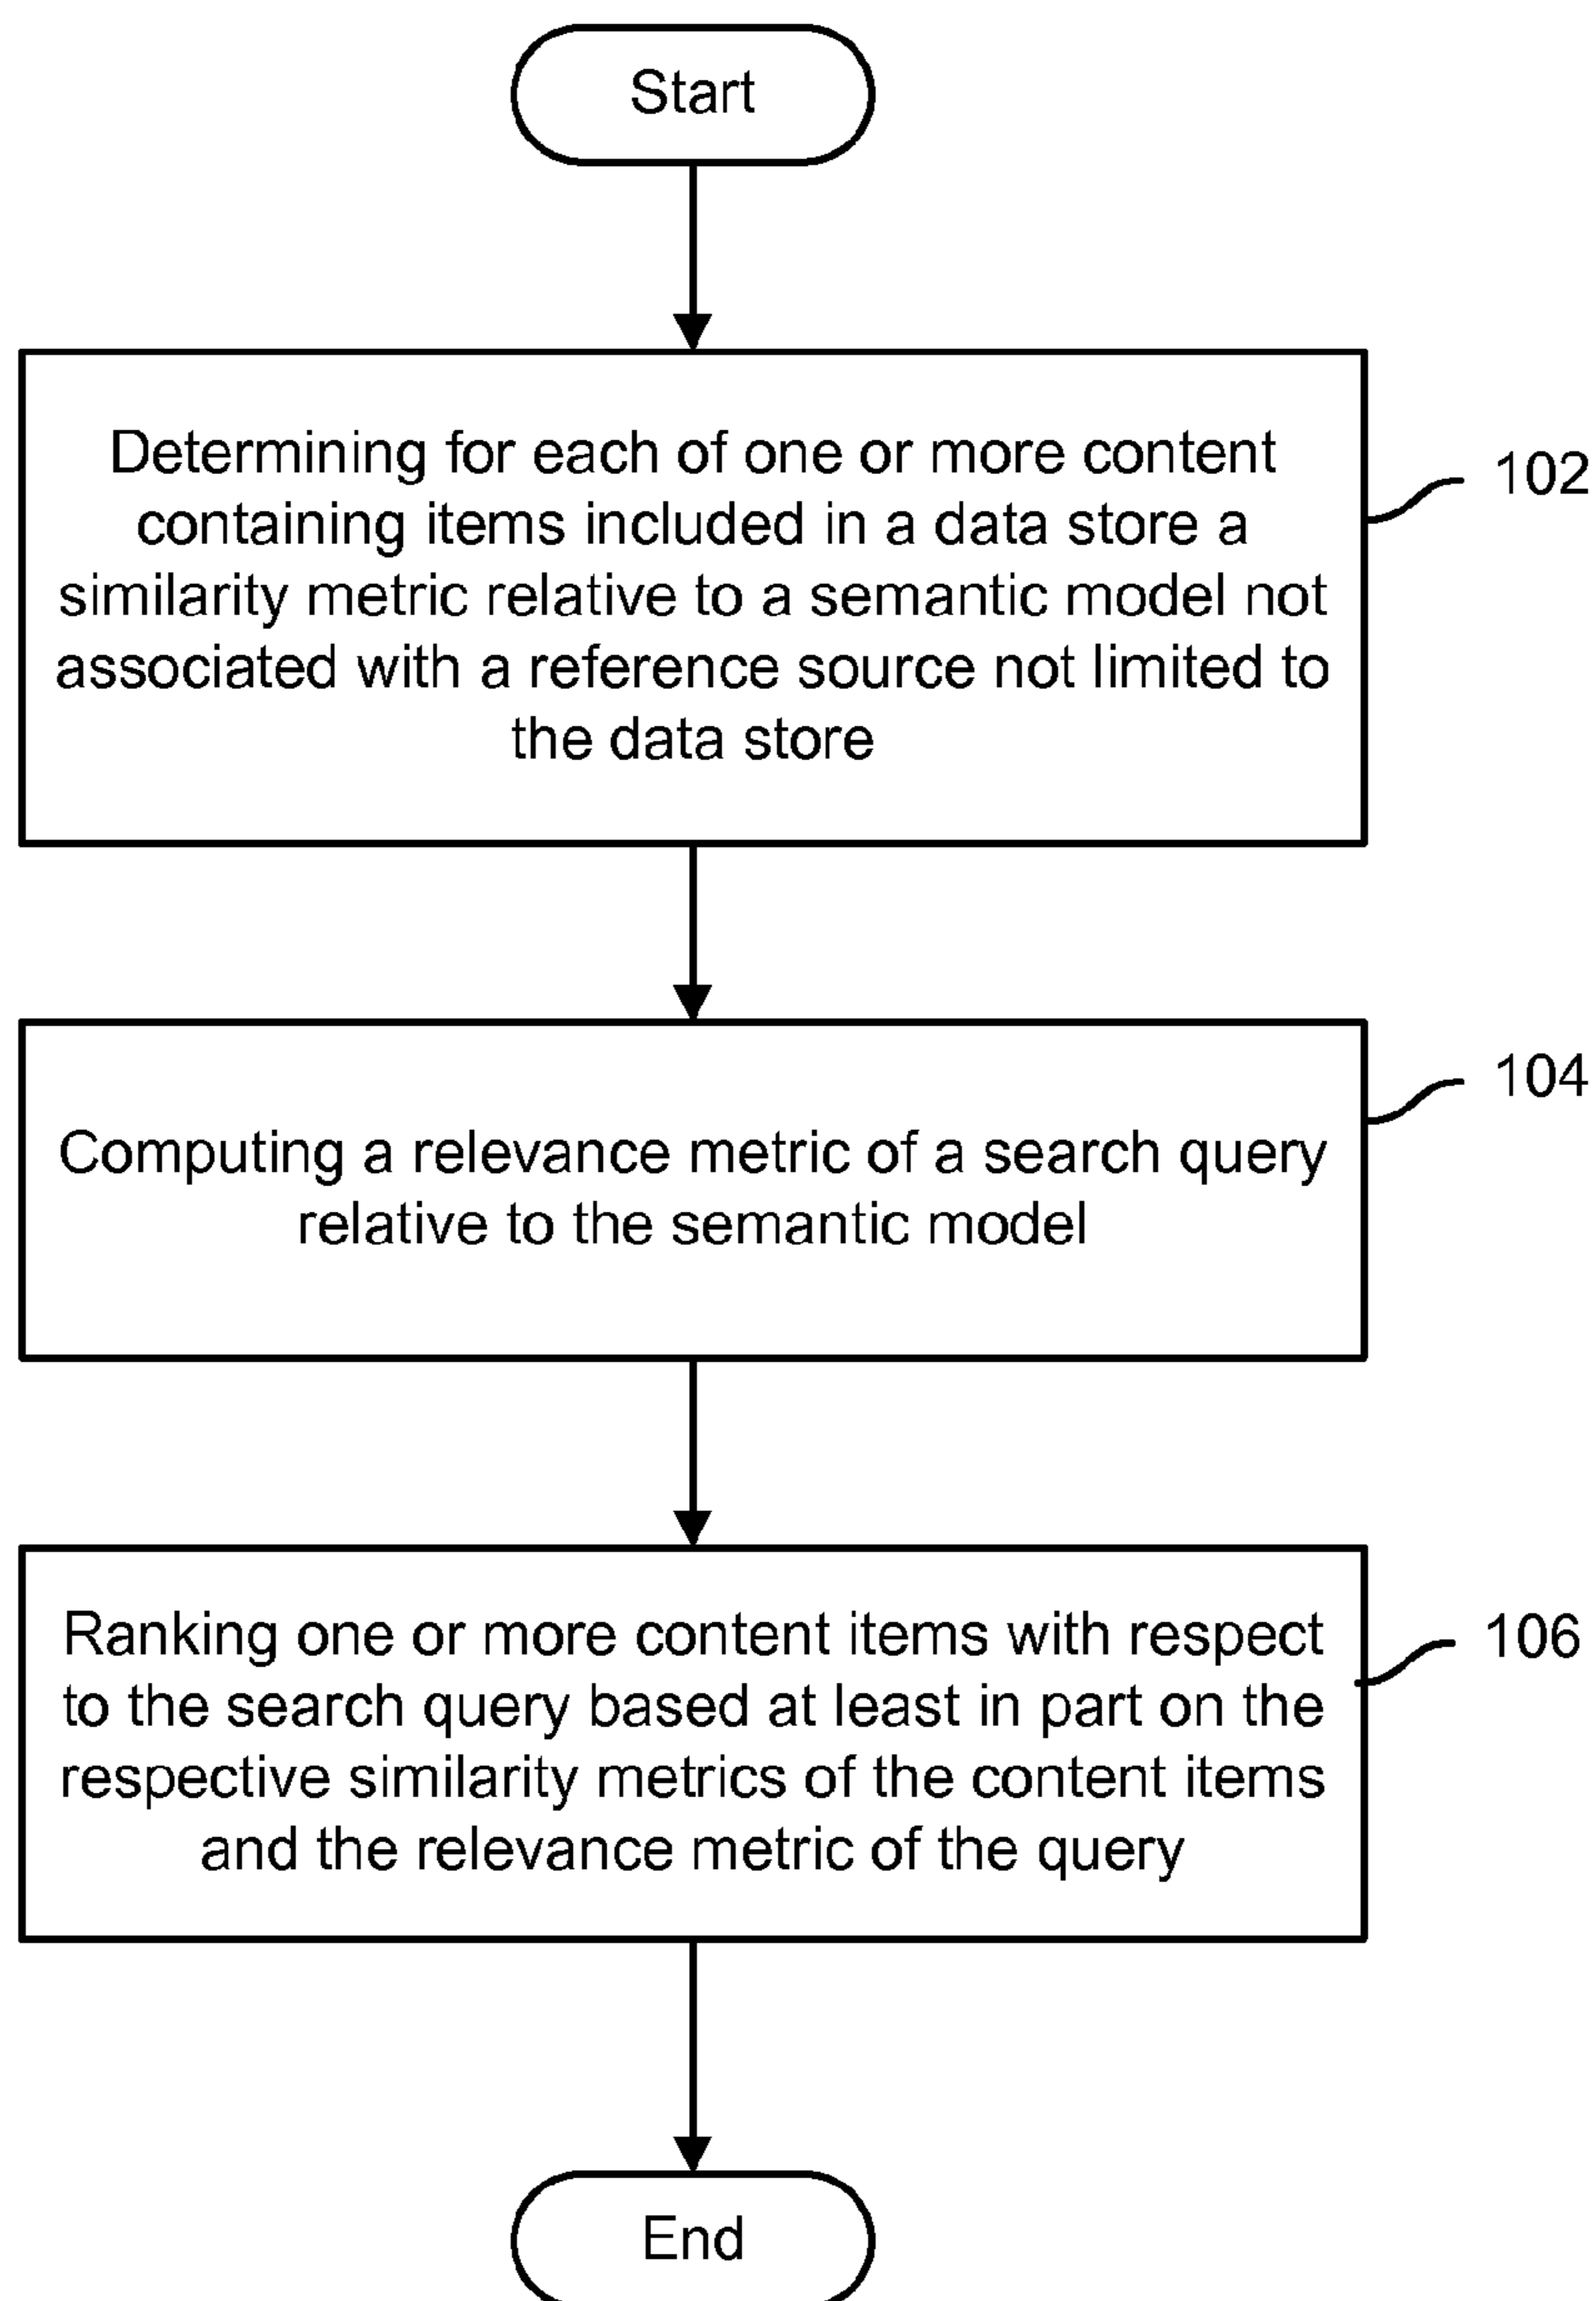 Start
Determining for each of one or more content
containing items included in a data store a
similarity metric relative to a semantic model not
associated with a reference source not limited to
the data store
102
Computing a relevance metric of a search query
relative to the semantic model
104
Ranking one or more content items with respect
to the search query based at least in part on the
respective similarity metrics of the content items
and the relevance metric of the query
106
End